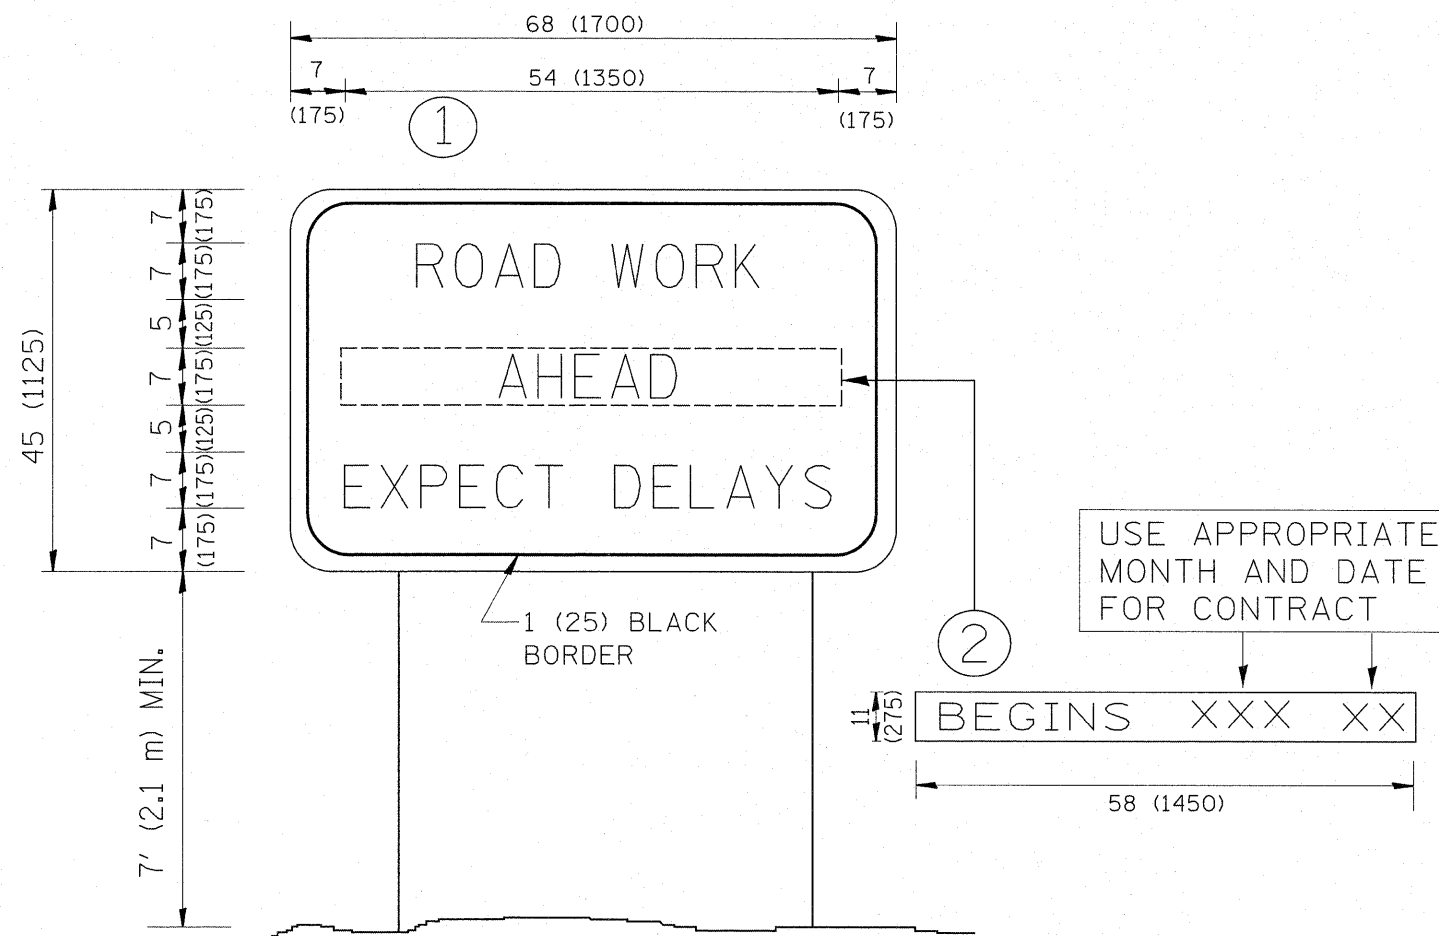 68 (1700)
7
54 (1350)
7
(175)
(175)
1
45 (1125)
7 (175)
7 (175)
5 (125)
7 (175)
5 (125)
7 (175)
7 (175)
ROAD WORK
AHEAD
EXPECT DELAYS
1 (25) BLACK
BORDER
7' (2.1 m) MIN.
2
USE APPROPRIATE
MONTH AND DATE
FOR CONTRACT
11
(275)
BEGINS XXX XX
58 (1450)